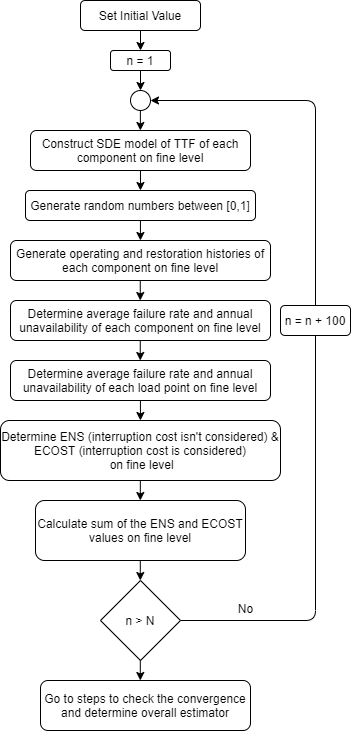 Set Initial Value
n = 1
Construct SDE model of TTF of each
component on fine level
Generate random numbers between [0,1]
Generate operating and restoration histories of
each component on fine level
Determine average failure rate and annual
unavailability of each component on fine level
n = n + 100
Determine average failure rate and annual
unavailability of each load point on fine level
Determine ENS (interruption cost isn't considered) &
ECOST (interruption cost is considered)
on fine level
Calculate sum of the ENS and ECOST
values on fine level
n > N
No
Go to steps to check the convergence
and determine overall estimator